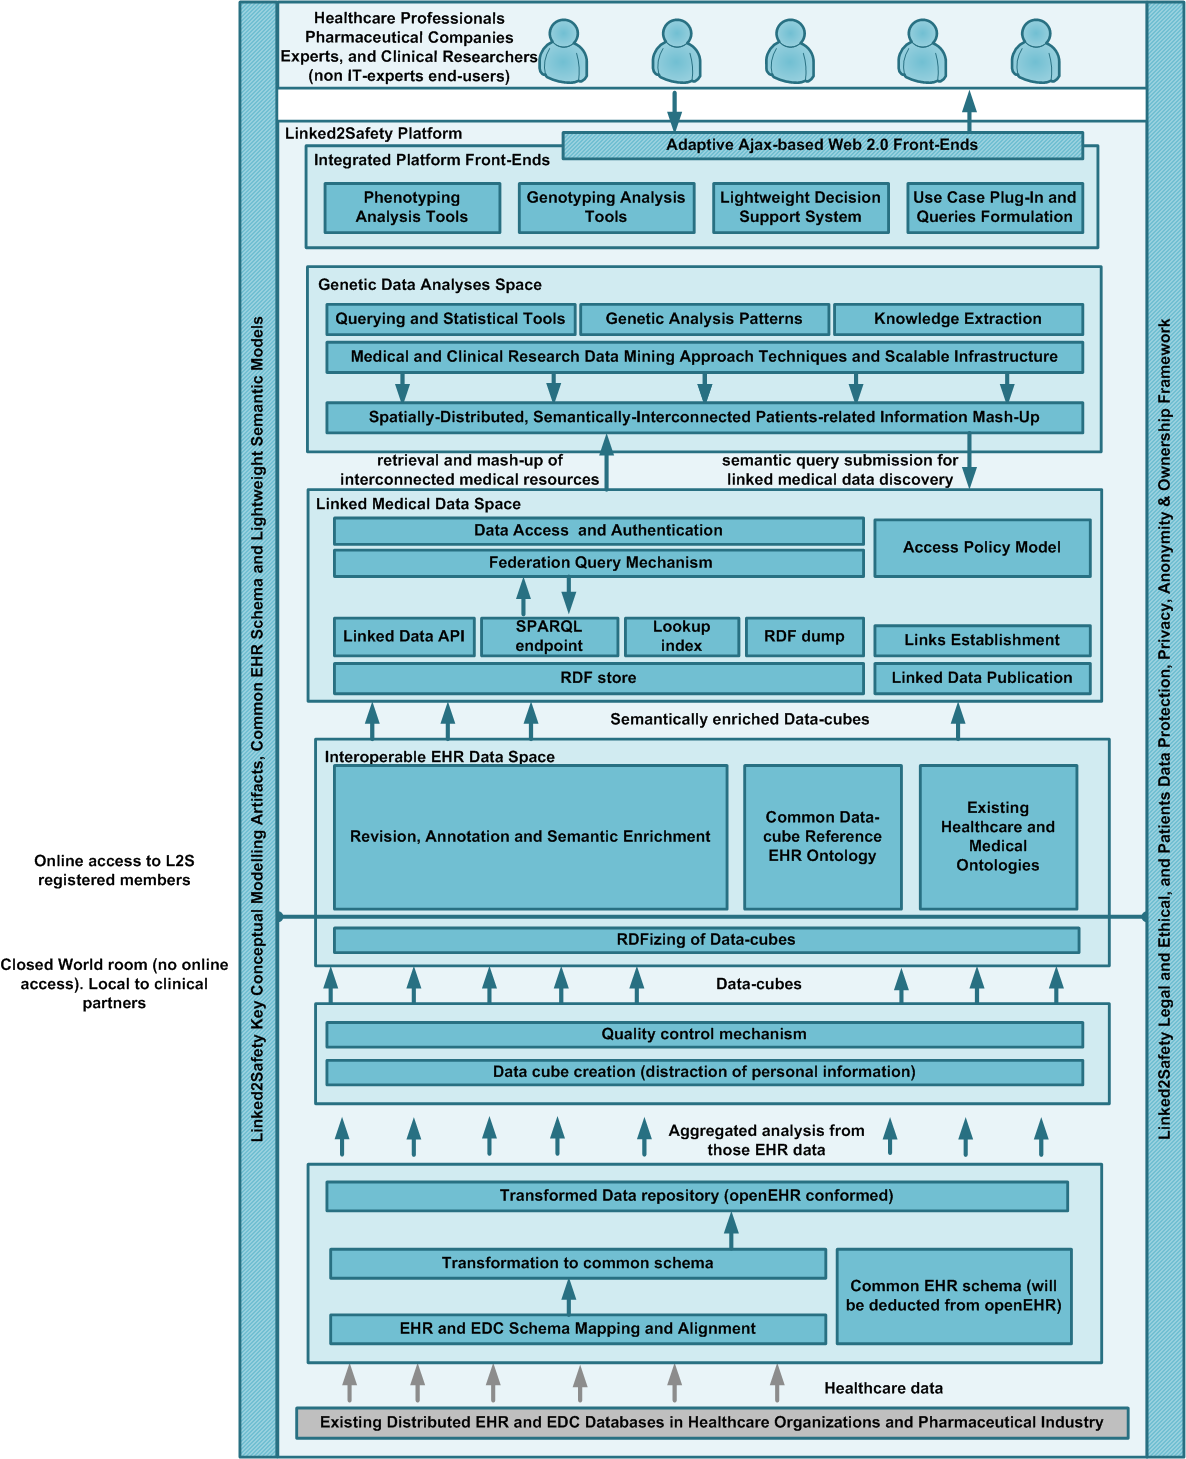 Healthcare Professionals
Pharmaceutical Companies
Experts, and Clinical Researchers
(non IT-experts end-users)
Linked2Safety Platform
Adaptive Ajax-based Web 2.0 Front-Ends
Integrated Platform Front-Ends
Phenotyping
Analysis Tools
Genotyping Analysis
Tools
Lightweight Decision
Support System
Use Case Plug-In and
Queries Formulation
Genetic Data Analyses Space
Querying and Statistical Tools
Genetic Analysis Patterns
Knowledge Extraction
Medical and Clinical Research Data Mining Approach Techniques and Scalable Infrastructure
Spatially-Distributed, Semantically-Interconnected Patients-related Information Mash-Up
retrieval and mash-up of
interconnected medical resources
semantic query submission for
linked medical data discovery
Linked Medical Data Space
Data Access and Authentication
Federation Query Mechanism
Access Policy Model
Linked Data API
SPARQL
endpoint
Lookup
index
RDF dump
Links Establishment
RDF store
Linked Data Publication
Semantically enriched Data-cubes
Interoperable EHR Data Space
Revision, Annotation and Semantic Enrichment
Common Data-
cube Reference
EHR Ontology
Existing
Healthcare and
Medical
Ontologies
Online access to L2S
registered members
RDFizing of Data-cubes
Closed World room (no online
access). Local to clinical
partners
Data-cubes
Quality control mechanism
Data cube creation (distraction of personal information)
Aggregated analysis from
those EHR data
Transformed Data repository (openEHR conformed)
Transformation to common schema
Common EHR schema (will
be deducted from openEHR)
EHR and EDC Schema Mapping and Alignment
Healthcare data
Existing Distributed EHR and EDC Databases in Healthcare Organizations and Pharmaceutical Industry
Linked2Safety Key Conceptual Modelling Artifacts, Common EHR Schema and Lightweight Semantic Models
Linked2Safety Legal and Ethical, and Patients Data Protection, Privacy, Anonymity & Ownership Framework